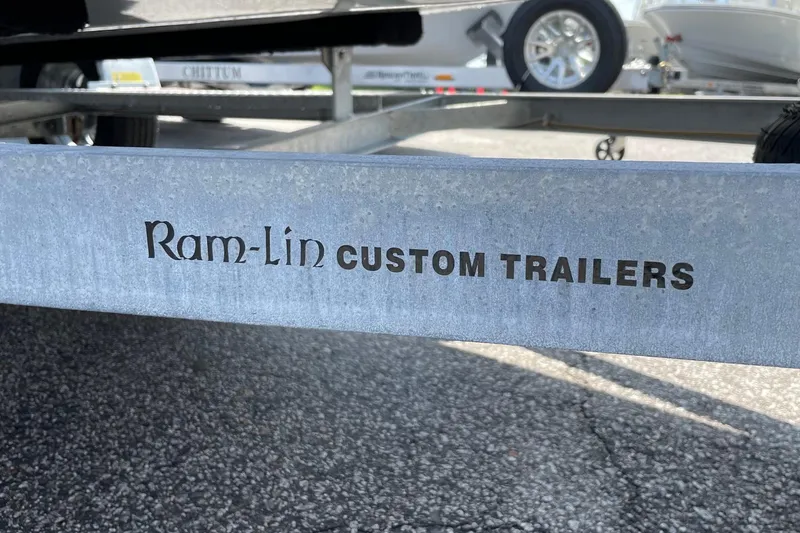 CHITTUM
Ram-Lin CUSTOM TRAILERS